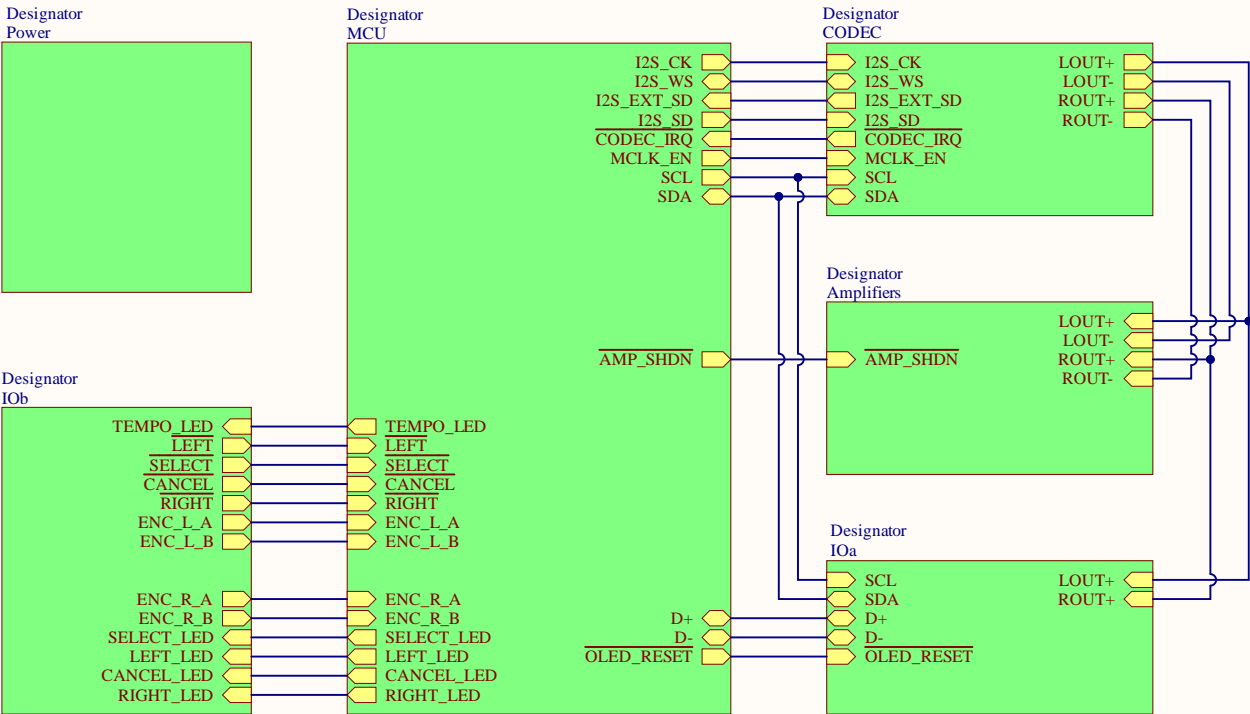 Designator
Power
Designator
MCU
I2S_CK
I2S_WS
I2S_EXT_SD
I2S_SD
CODEC_IRQ
MCLK_EN
SCL
SDA
AMP_SHDN
TEMPO_LED
LEFT
SELECT
CANCEL
RIGHT
ENC_L_A
ENC_L_B
ENC_R_A
ENC_R_B
SELECT_LED
LEFT_LED
CANCEL_LED
RIGHT_LED
D+
D-
OLED_RESET
Designator
CODEC
I2S_CK
I2S_WS
I2S_EXT_SD
I2S_SD
CODEC_IRQ
MCLK_EN
SCL
SDA
LOUT+
LOUT-
ROUT+
ROUT-
Designator
Amplifiers
AMP_SHDN
LOUT+
LOUT-
ROUT+
ROUT-
Designator
IOb
TEMPO_LED
LEFT
SELECT
CANCEL
RIGHT
ENC_L_A
ENC_L_B
ENC_R_A
ENC_R_B
SELECT_LED
LEFT_LED
CANCEL_LED
RIGHT_LED
Designator
IOa
SCL
SDA
D+
D-
OLED_RESET
LOUT+
ROUT+